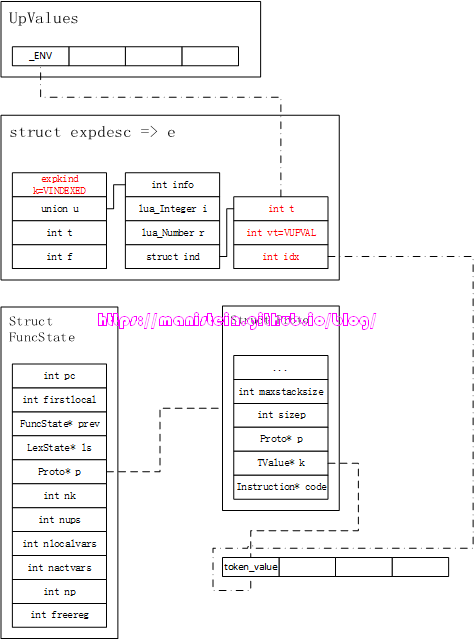 UpValues
_ENV
struct expdesc => e
expkind
k=VINDEXED
union u
int t
int f
int info
lua_Integer i
lua_Number r
struct ind
int t
int vt=VUPVAL
int idx
https://manistein.github.io/blog/
Struct
FuncState
int pc
int firstlocal
FuncState* prev
LexState* ls
Proto* p
int nk
int nups
int nlocalvars
int nactvars
int np
int freereg
...
int maxstacksize
int sizep
Proto* p
TValue* k
Instruction* code
token_value